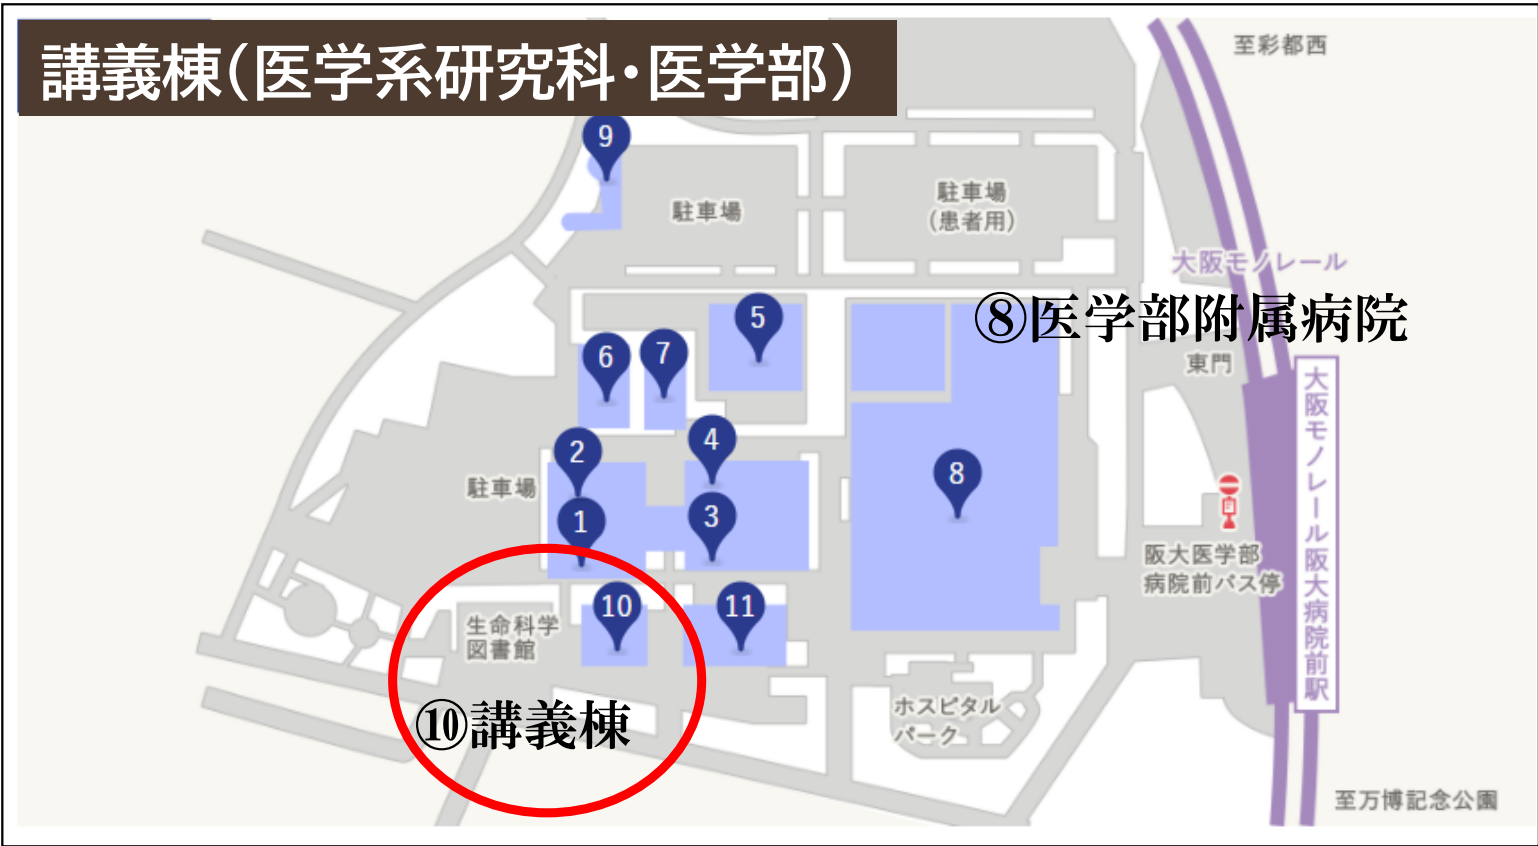 講義棟(医学系研究科・医学部)
至彩都西
9
駐車場
駐車場
(患者用)
大阪モノレール
⑧医学部附属病院
5
6
7
東門
大阪モノレール阪大病院前駅
4
2
8
駐車場
1
3
阪大医学部
病院前バス停
10
11
生命科学
図書館
ホスピタル
パーク
⑩講義棟
至万博記念公園